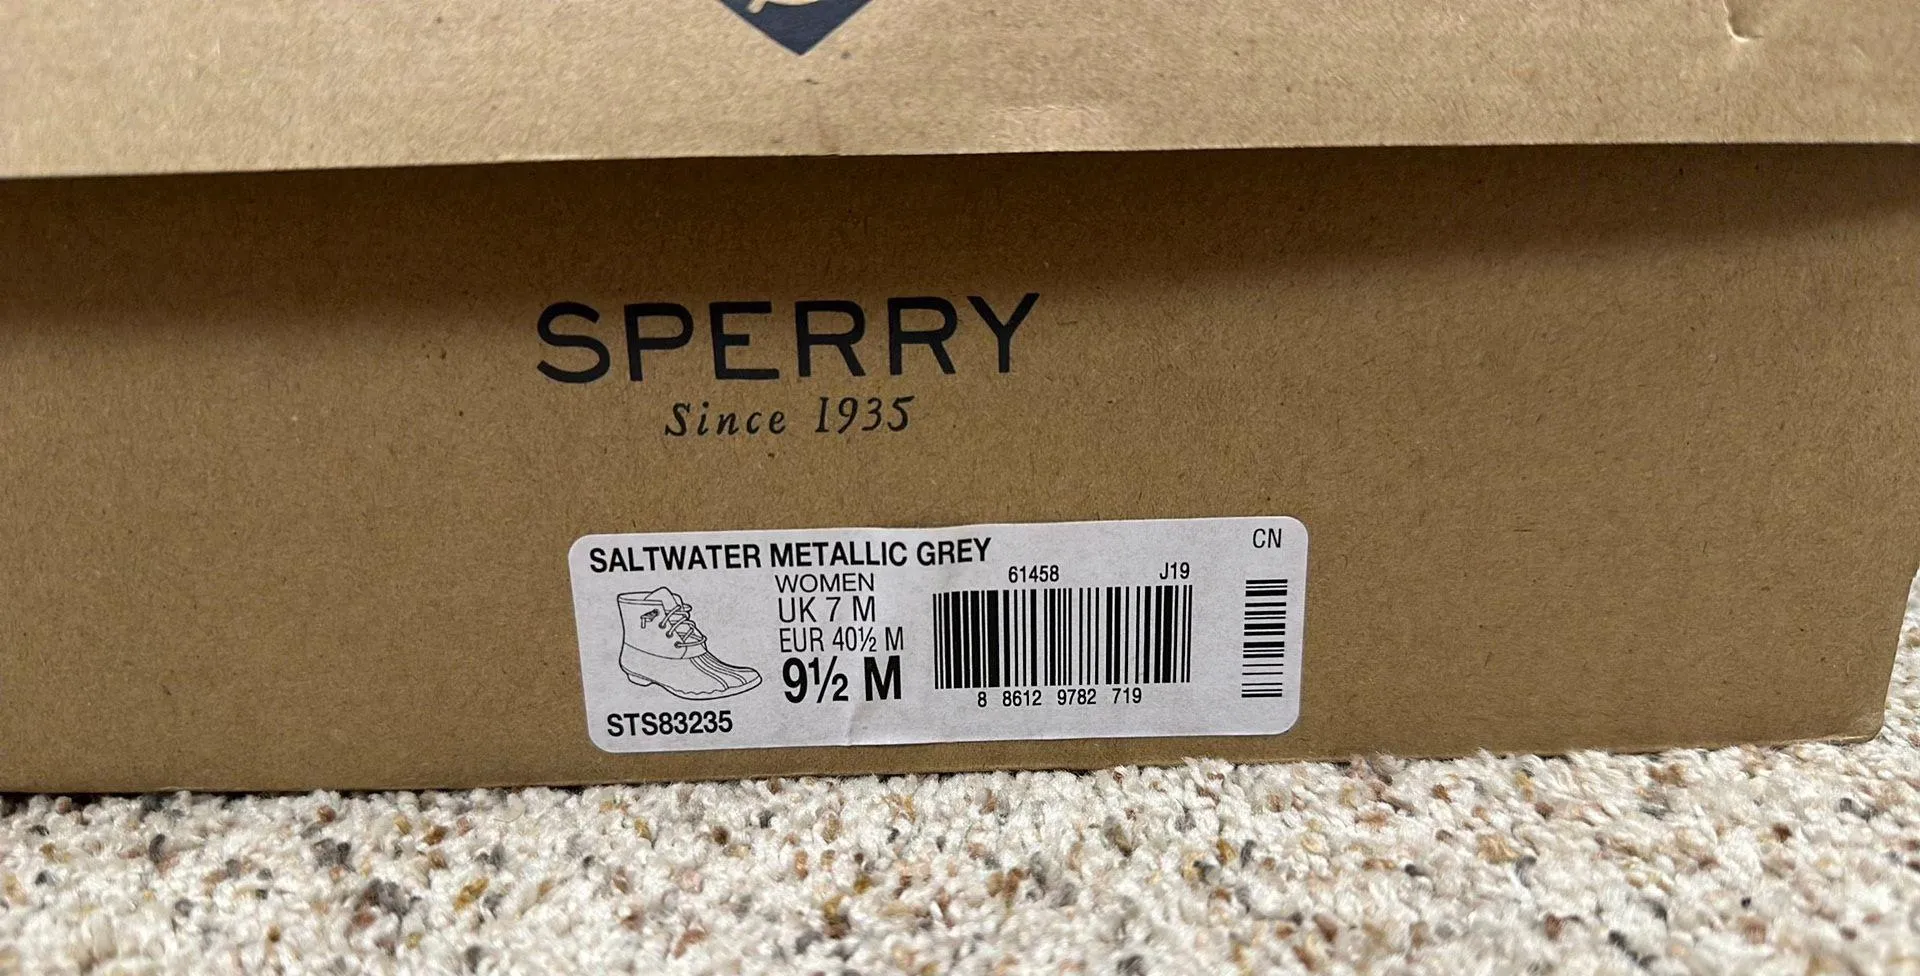 SPERRY
Since 1935
SALTWATER METALLIC GREY
CN
WOMEN
61458 J19
UK 7 M
EUR 40½ M
9½ M
8 8612 9782 719
STS83235